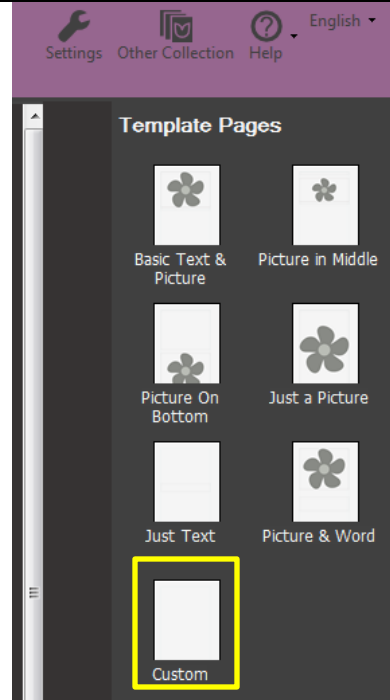 Settings Other Collection Help English
Template Pages
Basic Text & Picture in Middle
Picture
Picture On Just a Picture
Bottom
Just Text Picture & Word
Custom